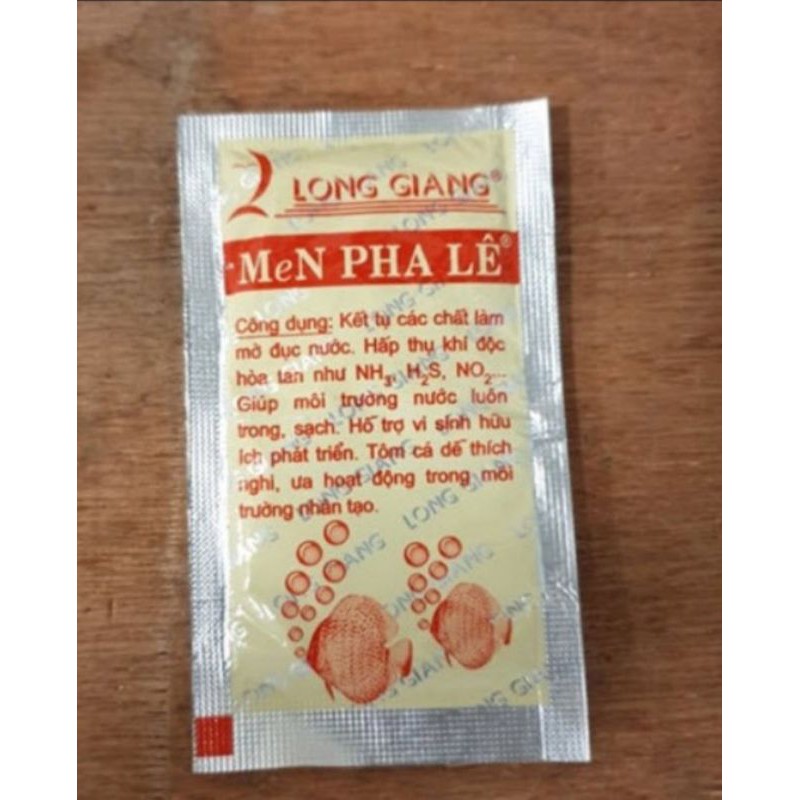 LONG GIANG®
MeN PHA LÊ®
Công dụng: Kết tụ các chất làm
mờ đục nước. Hấp thụ khí độc
hòa tan như NH3, H2S, NO2...
Giúp môi trường nước luôn
trong, sạch. Hỗ trợ vi sinh hữu
ích phát triển. Tôm cá dễ thích
nghi, ưa hoạt động trong môi
trường nhân tạo.